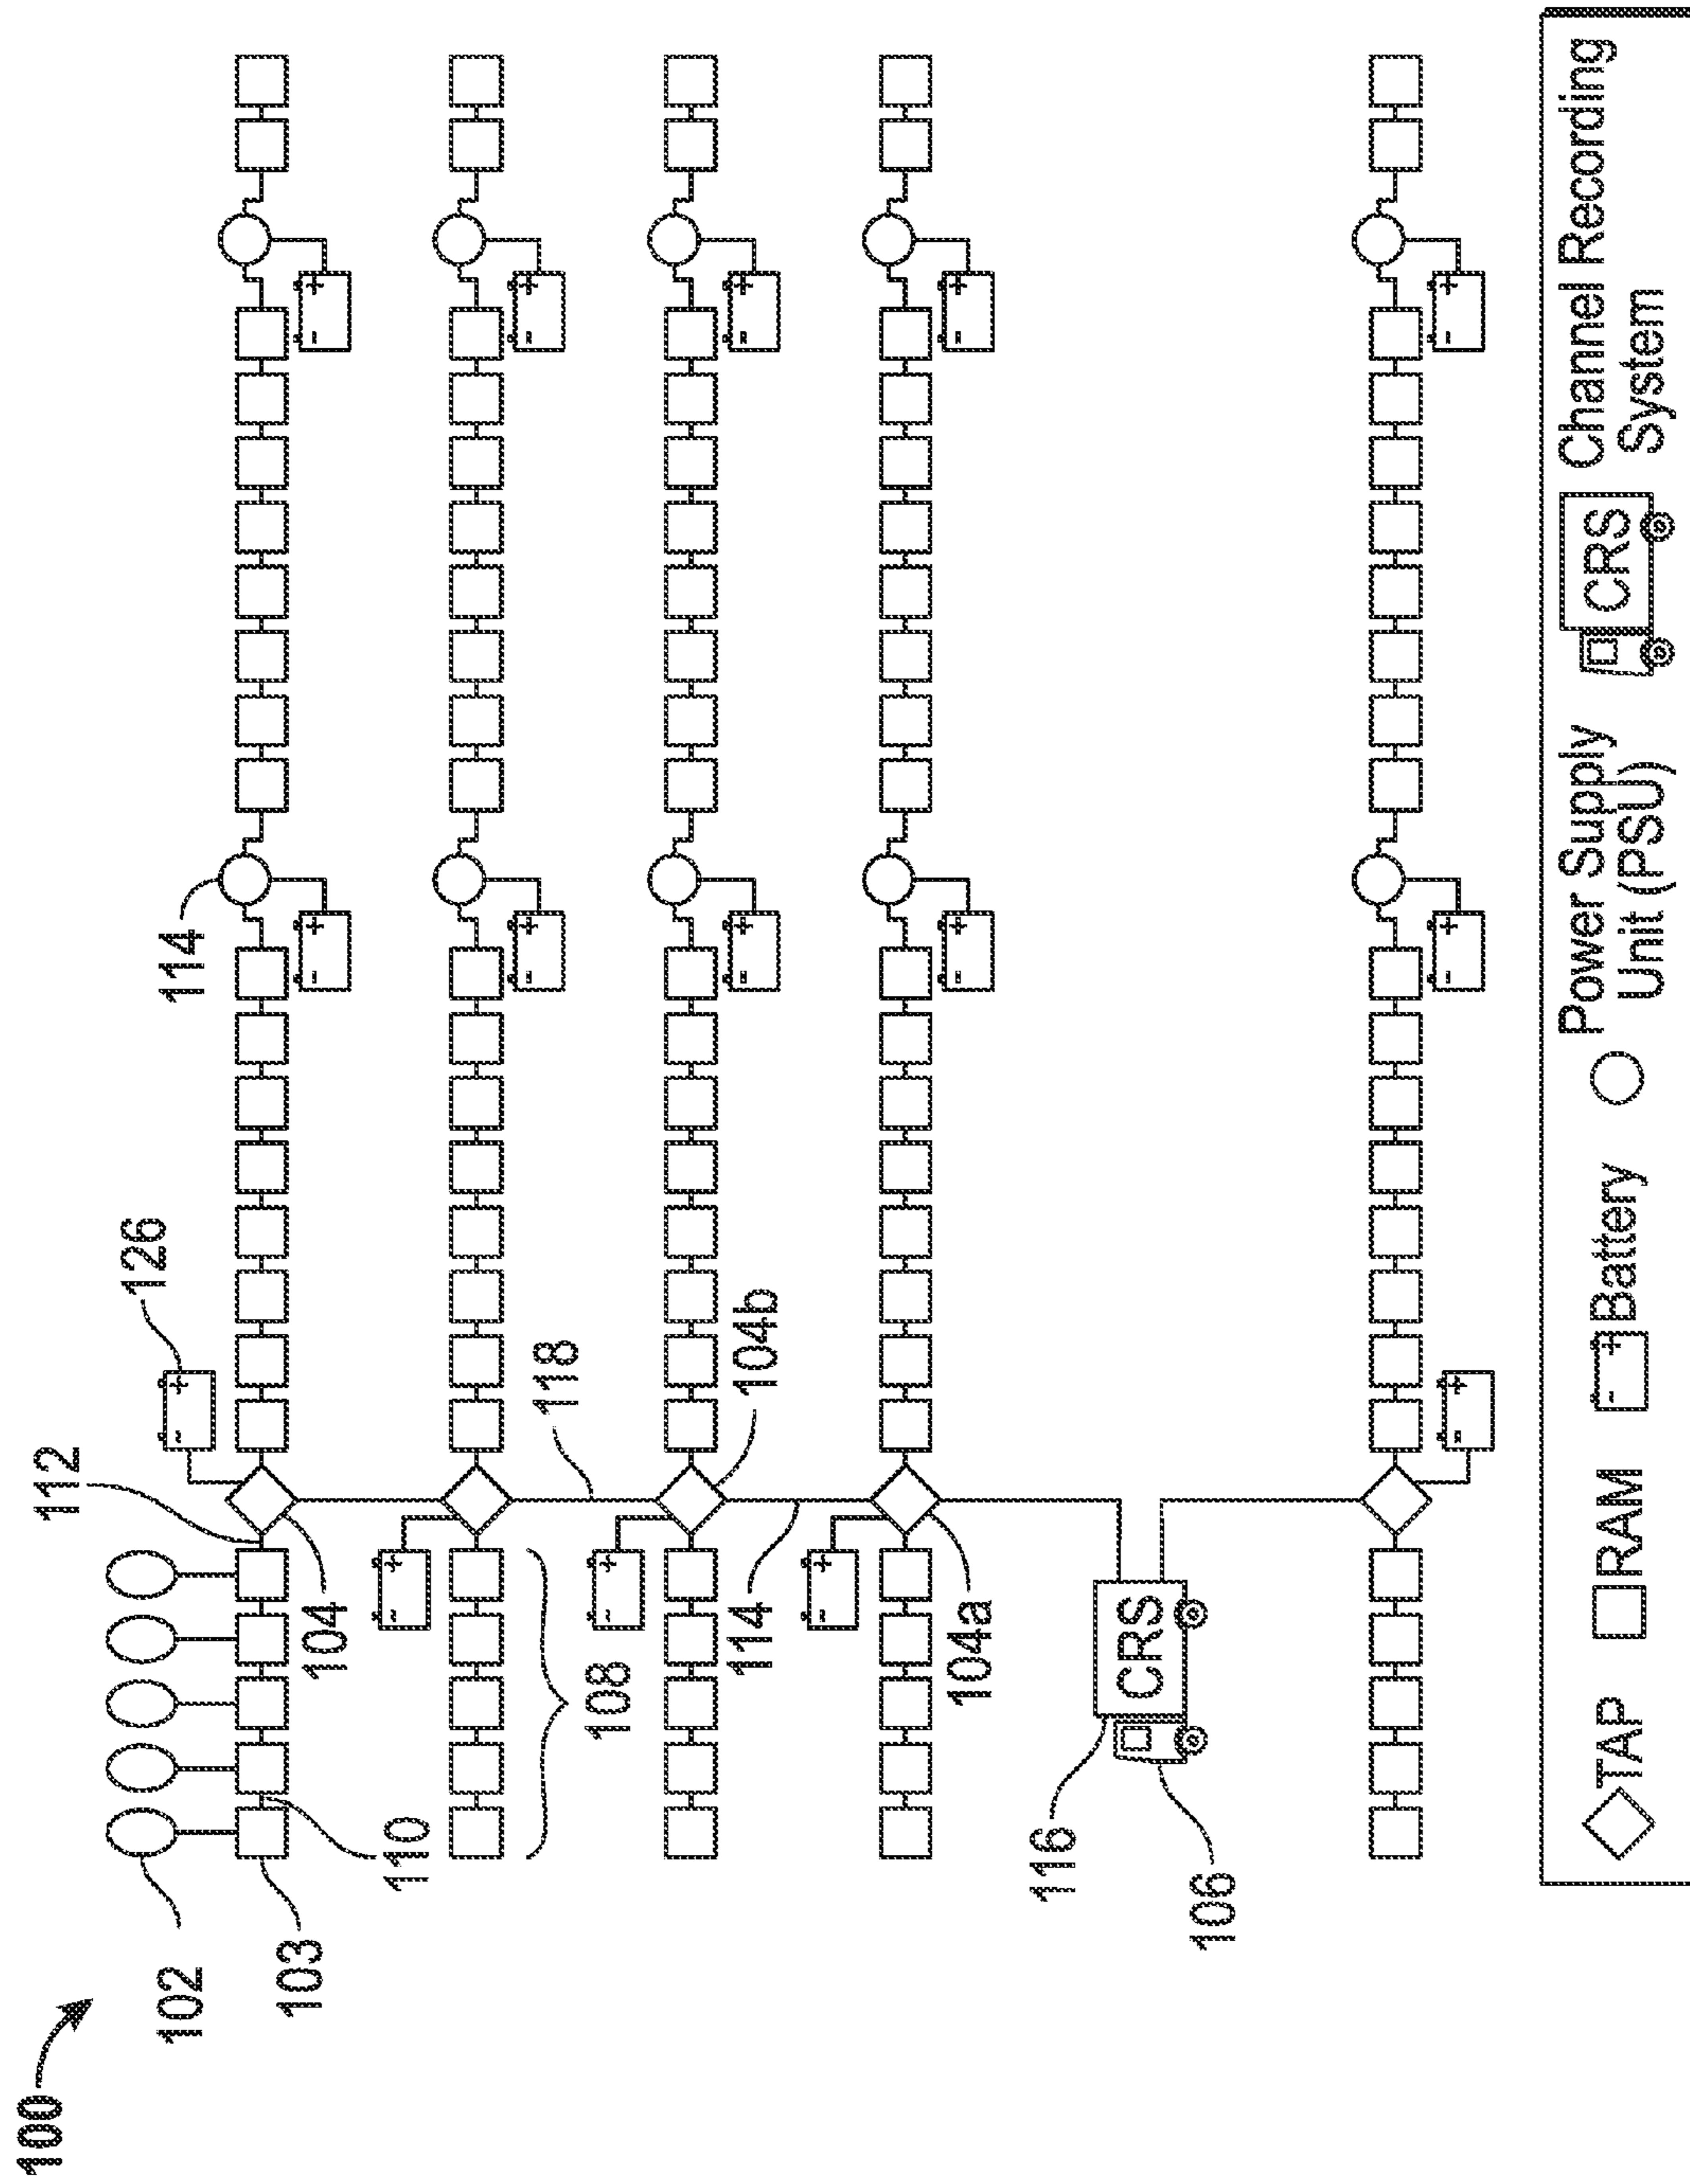 100
102
103
110
112
104
126
114
108
118
114
104b
104a
116
106
CRS
TAP
RAM
- + Battery
Power Supply
Unit (PSU)
CRS
Channel Recording
System